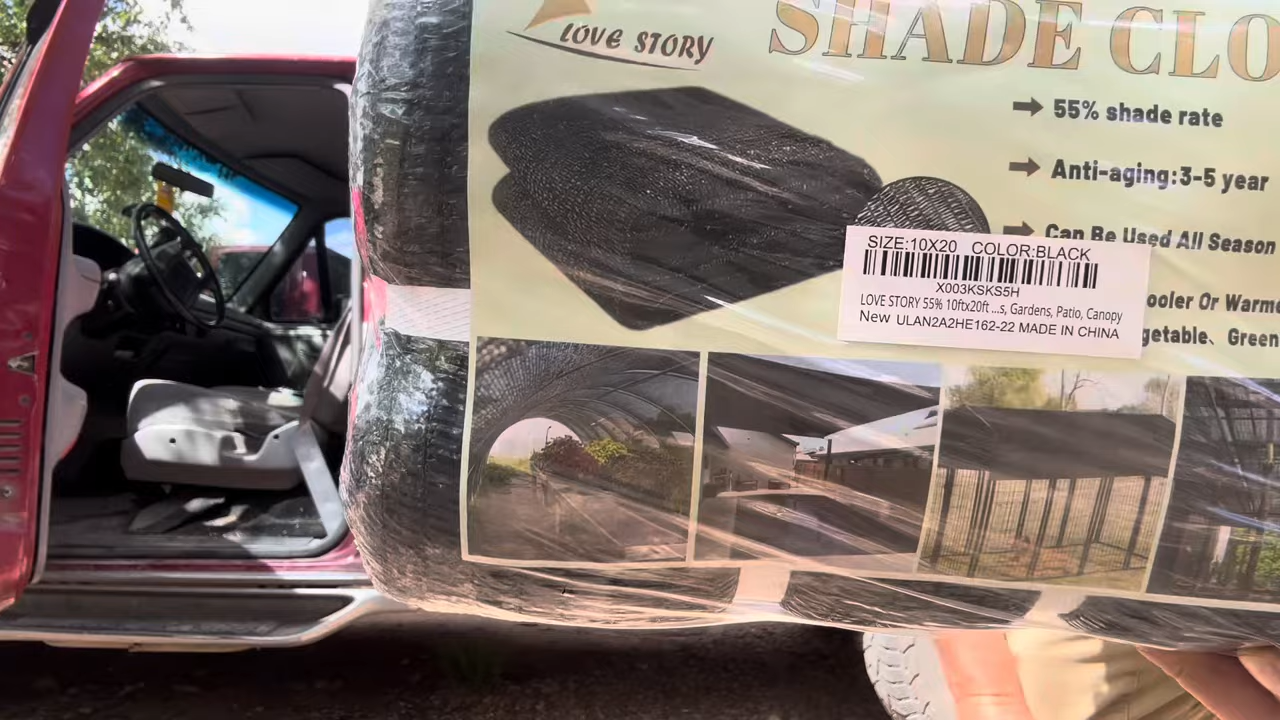 LOVE STORY
SHADE CLO
55% shade rate
Anti-aging:3-5 year
Can Be Used All Season
SIZE:10X20 COLOR:BLACK
X003KSKS5H
LOVE STORY 55% 10ftx20ft ...s, Gardens, Patio, Canopy
New ULAN2A2HE162-22 MADE IN CHINA
ooler Or Warm
getable、Green